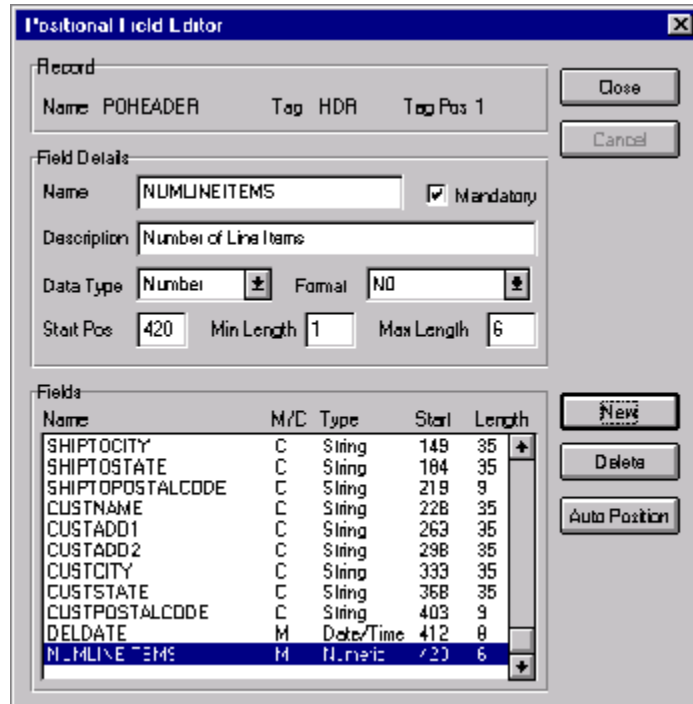 Positional Field Editor
Record
Name POHEADER Tag HDR Tag Pos 1
Close
Cancel
Field Details
Name NUMLINEITEMS Mandatory
Description Number of Line Items
Data Type Number Format N0
Start Pos 420 Min Length 1 Max Length 6
Fields
Name M/C Type Start Length
SHIPTOCITY C String 149 35
SHIPTOSTATE C String 184 35
SHIPTOPOSTALCODE C String 219 9
CUSTNAME C String 228 35
CUSTADD1 C String 263 35
CUSTADD2 C String 298 35
CUSTCITY C String 333 35
CUSTSTATE C String 368 35
CUSTPOSTALCODE C String 403 9
DELDATE M Date/Time 412 8
NUMLINEITEMS M Numeric 420 6
New
Delete
Auto Position